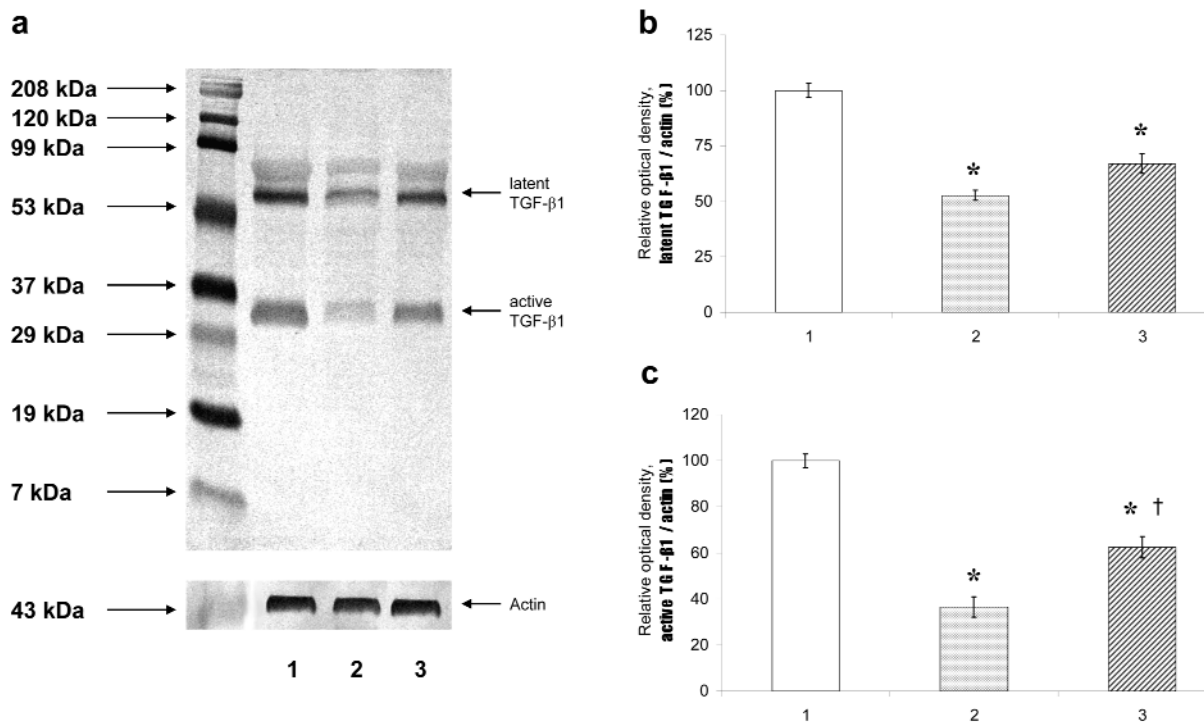 a
208 kDa
120 kDa
99 kDa
53 kDa
37 kDa
29 kDa
19 kDa
7 kDa
43 kDa
latent
TGF-β1
active
TGF-β1
Actin
1 2 3
b
Relative optical density,
latent TGF-β1 / actin (%)
125
100
75
50
25
0
*
*
1 2 3
c
Relative optical density,
active TGF-β1 / actin (%)
120
100
80
60
40
20
0
*
* †
1 2 3